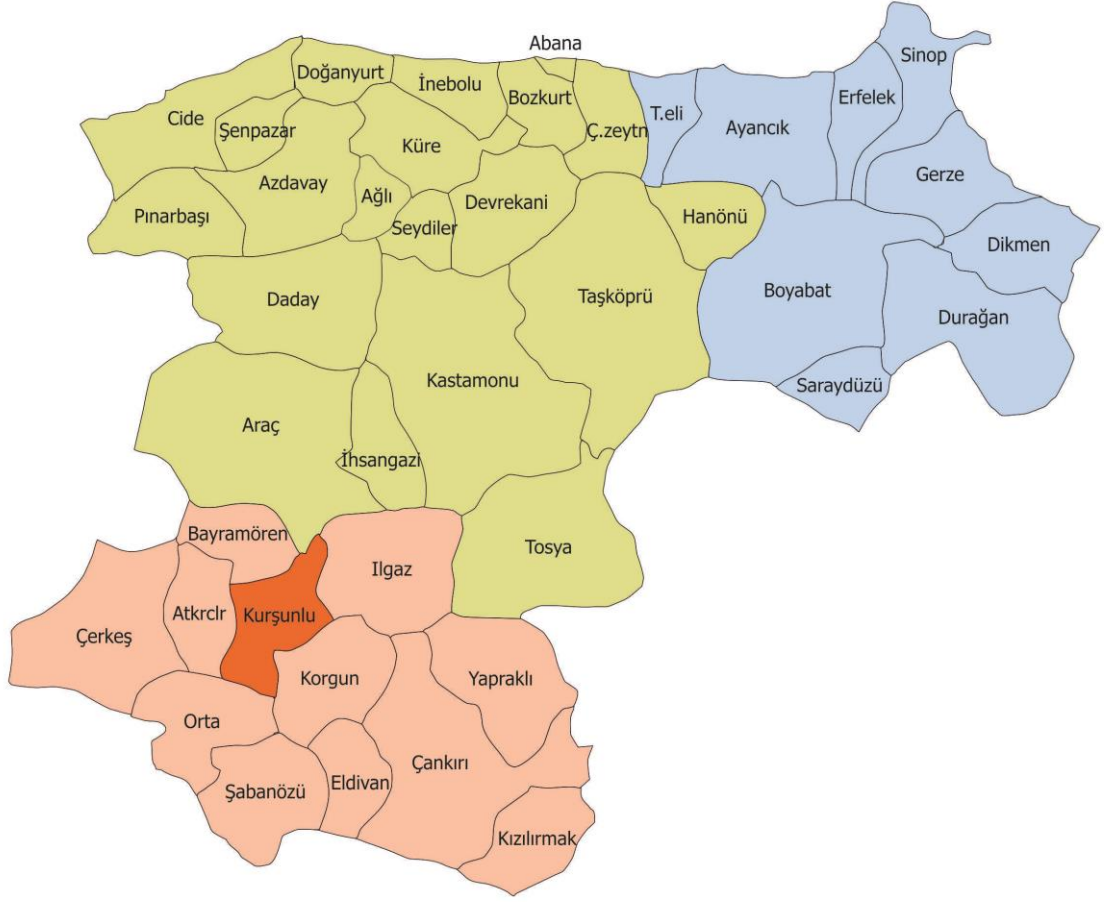 Abana
Sinop
Doğanyurt
İnebolu
Bozkurt
Erfelek
Cide
Şenpazar
Ç.zeytn
T.eli
Ayancık
Küre
Azdavay
Ağlı
Devrekani
Gerze
Pınarbaşı
Seydiler
Hanönü
Dikmen
Daday
Taşköprü
Boyabat
Durağan
Kastamonu
Saraydüzü
Araç
İhsangazi
Bayramören
Tosya
Ilgaz
Atkrclr
Kurşunlu
Çerkeş
Korgun
Yapraklı
Orta
Çankırı
Şabanözü
Eldivan
Kızılırmak